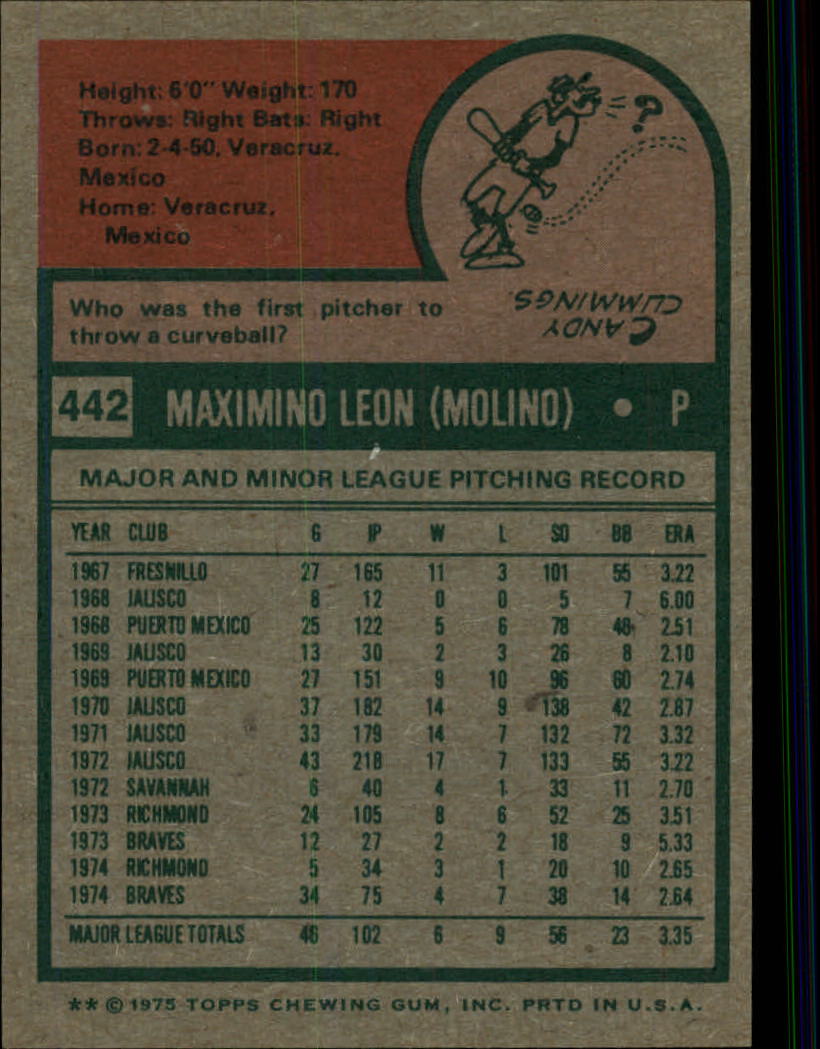 Height: 6'0" Weight: 170
Throws: Right Bats: Right
Born: 2-4-50, Veracruz,
Mexico
Home: Veracruz,
Mexico
?
Who was the first pitcher to
throw a curveball?
CANDY
CUMMINGS.
442 MAXIMINO LEON (MOLINO) • P
MAJOR AND MINOR LEAGUE PITCHING RECORD
YEAR CLUB G IP W L SO BB ERA
1967 FRESNILLO 27 165 11 3 101 55 3.22
1968 JALISCO 8 12 0 0 5 7 6.00
1968 PUERTO MEXICO 25 122 5 6 78 48 2.51
1969 JALISCO 13 30 2 3 26 8 2.10
1969 PUERTO MEXICO 27 151 9 10 96 60 2.74
1970 JALISCO 37 182 14 9 138 42 2.87
1971 JALISCO 33 179 14 7 132 72 3.32
1972 JALISCO 43 218 17 7 133 55 3.22
1972 SAVANNAH 6 40 4 1 33 11 2.70
1973 RICHMOND 24 105 8 6 52 25 3.51
1973 BRAVES 12 27 2 2 18 9 5.33
1974 RICHMOND 5 34 3 1 20 10 2.65
1974 BRAVES 34 75 4 7 38 14 2.64
MAJOR LEAGUE TOTALS 46 102 6 9 56 23 3.35
** © 1975 TOPPS CHEWING GUM, INC. PRTD IN U.S.A.